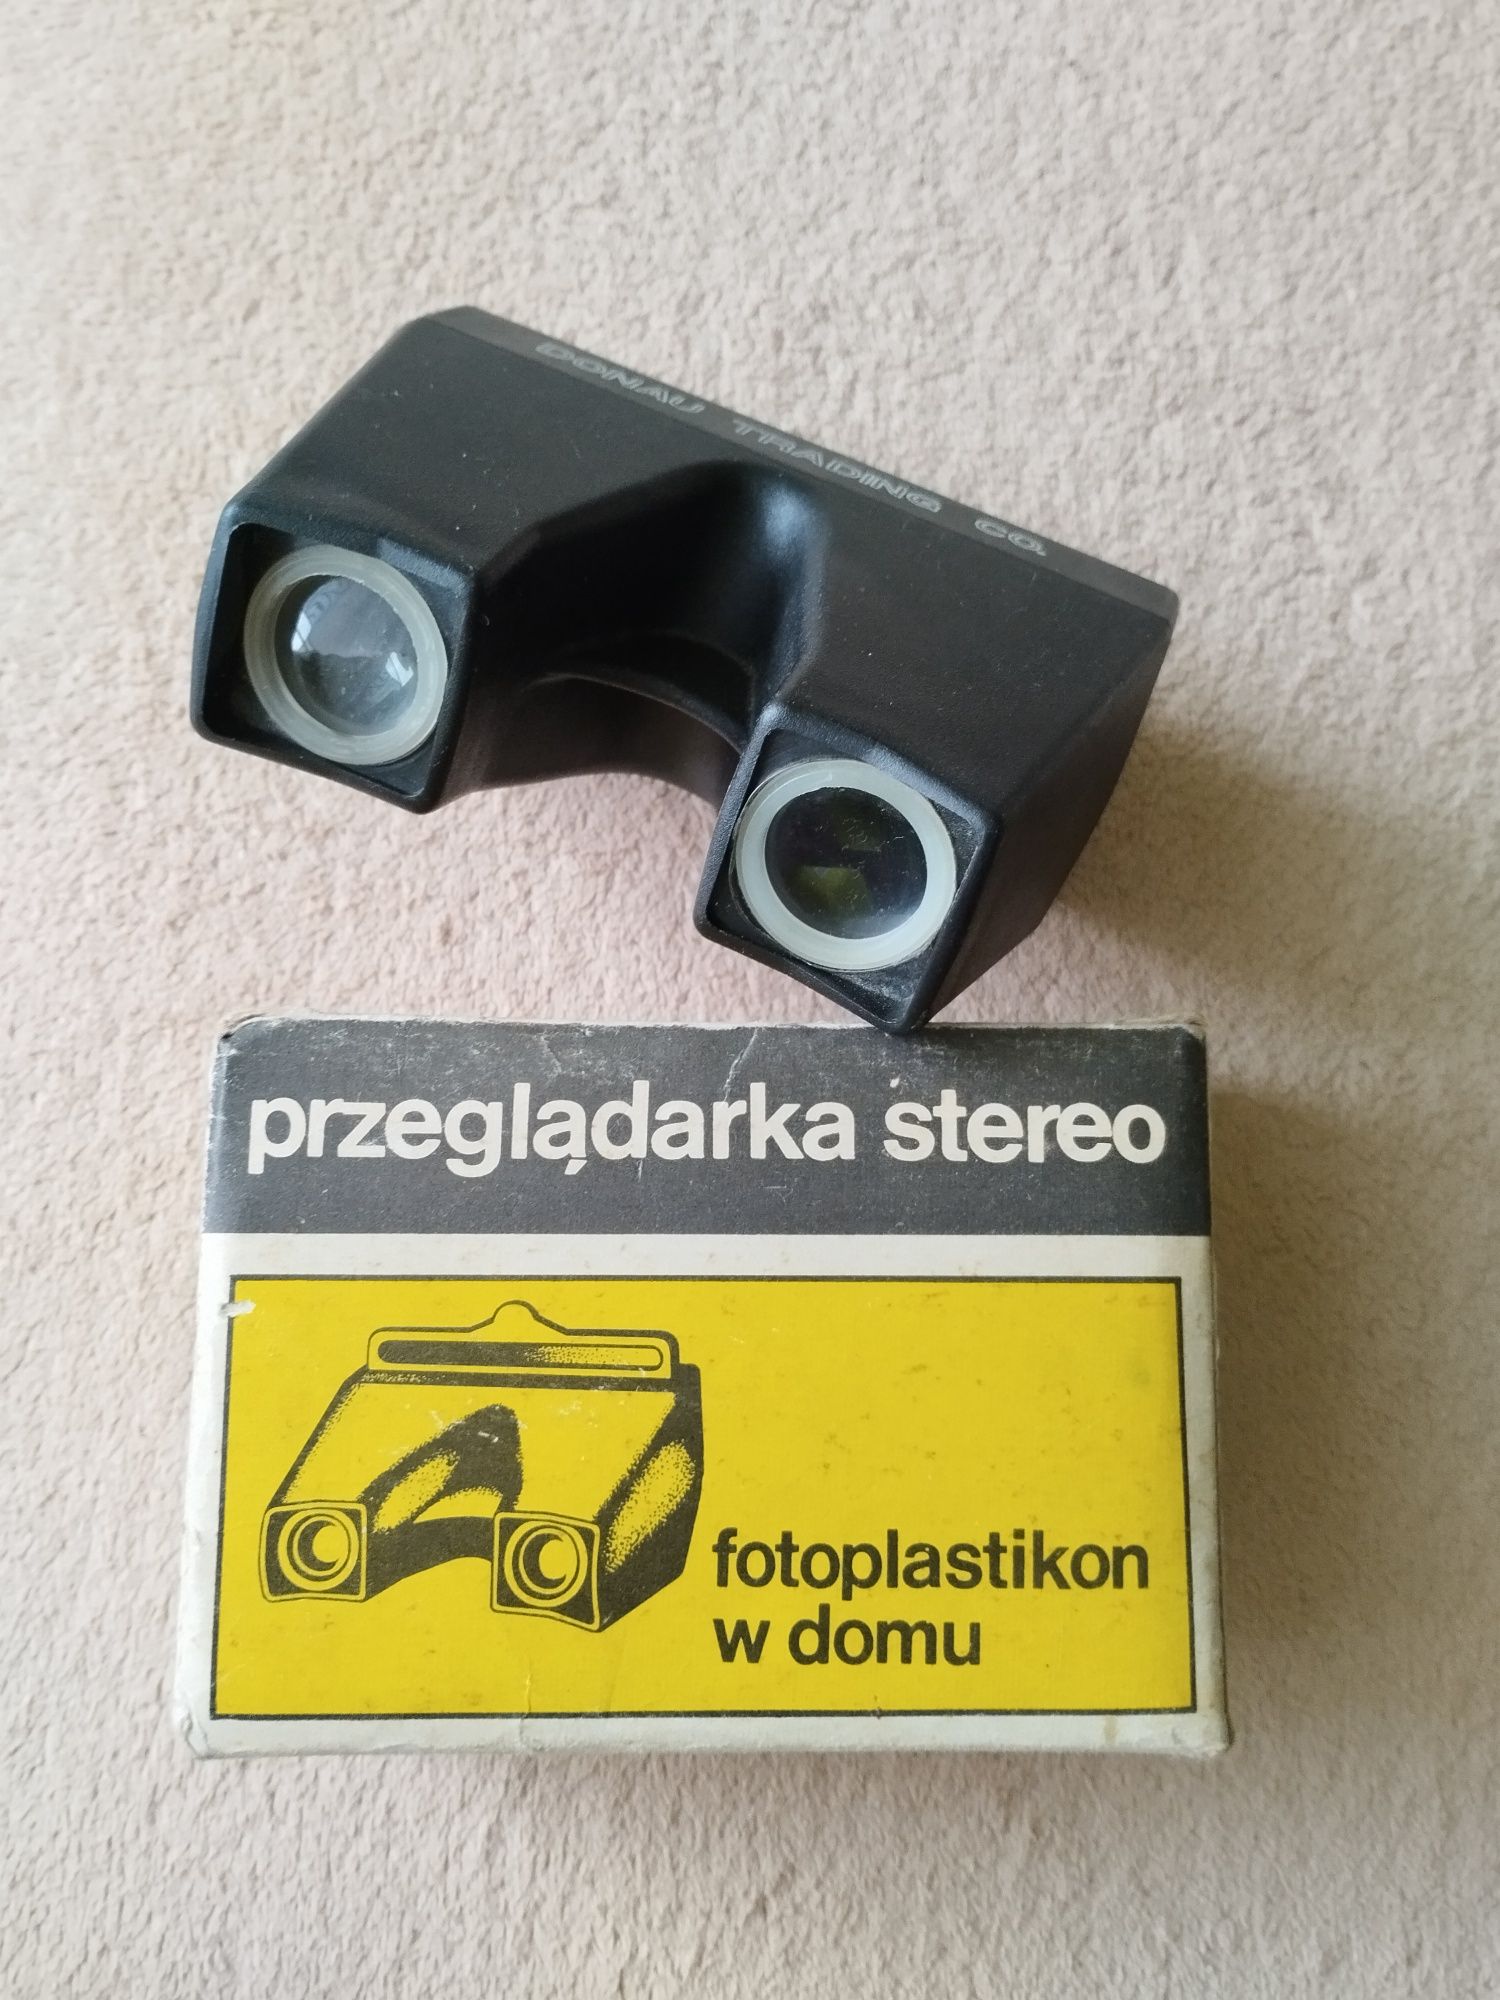 DONAU TRADING CO.
przeglądarka stereo
fotoplastikon
w domu